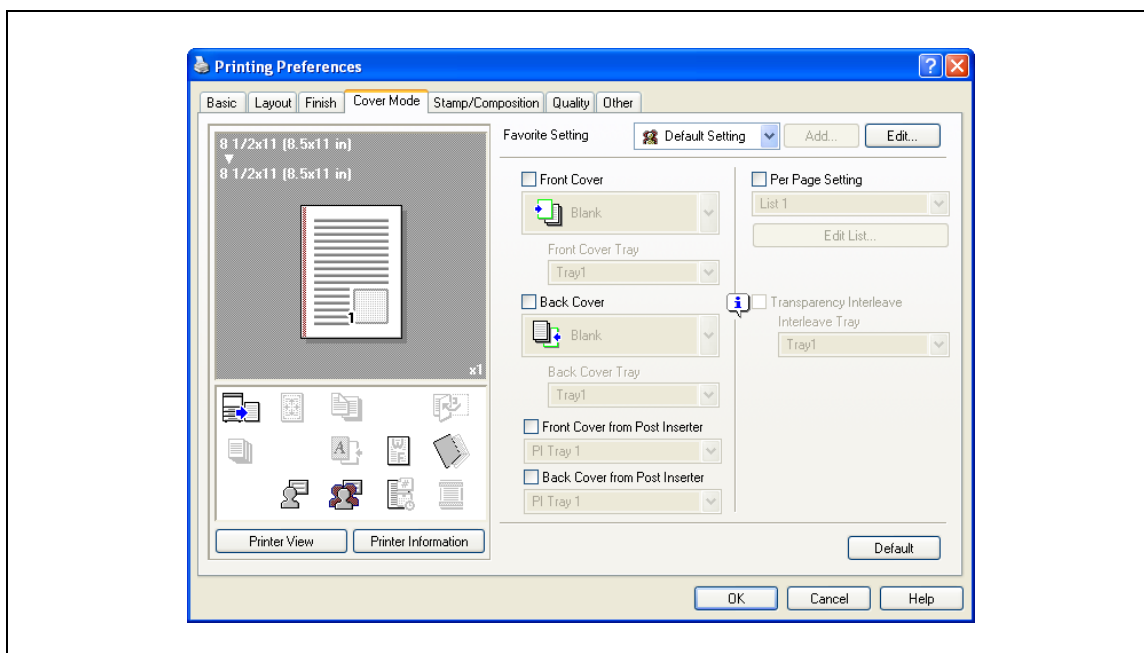 Printing Preferences
Basic Layout Finish Cover Mode Stamp/Composition Quality Other
8 1/2x11 (8.5x11 in)
8 1/2x11 (8.5x11 in)
1
x1
Printer View Printer Information
Favorite Setting Default Setting Add... Edit...
Front Cover
Blank
Front Cover Tray
Tray1
Back Cover
Blank
Back Cover Tray
Tray1
Front Cover from Post Inserter
PI Tray 1
Back Cover from Post Inserter
PI Tray 1
Per Page Setting
List 1
Edit List...
Transparency Interleave
Interleave Tray
Tray1
Default
OK Cancel Help